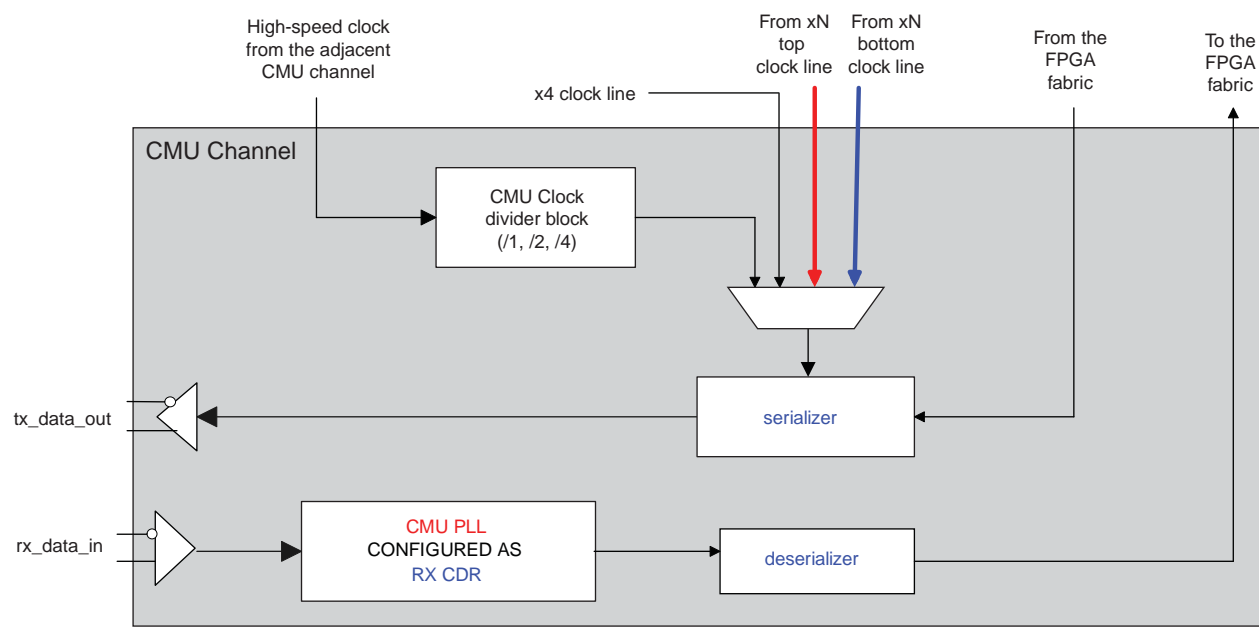 High-speed clock
from the adjacent
CMU channel
From xN
top
clock line
From xN
bottom
clock line
From the
FPGA
fabric
To the
FPGA
fabric
x4 clock line
CMU Channel
CMU Clock
divider block
(/1, /2, /4)
tx_data_out
serializer
rx_data_in
CMU PLL
CONFIGURED AS
RX CDR
deserializer